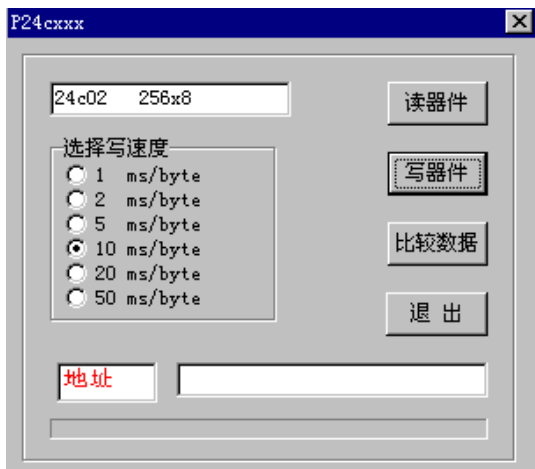 P24cxxx
24c02 256x8
读器件
选择写速度
1 ms/byte
2 ms/byte
5 ms/byte
10 ms/byte
20 ms/byte
50 ms/byte
写器件
比较数据
退 出
地址